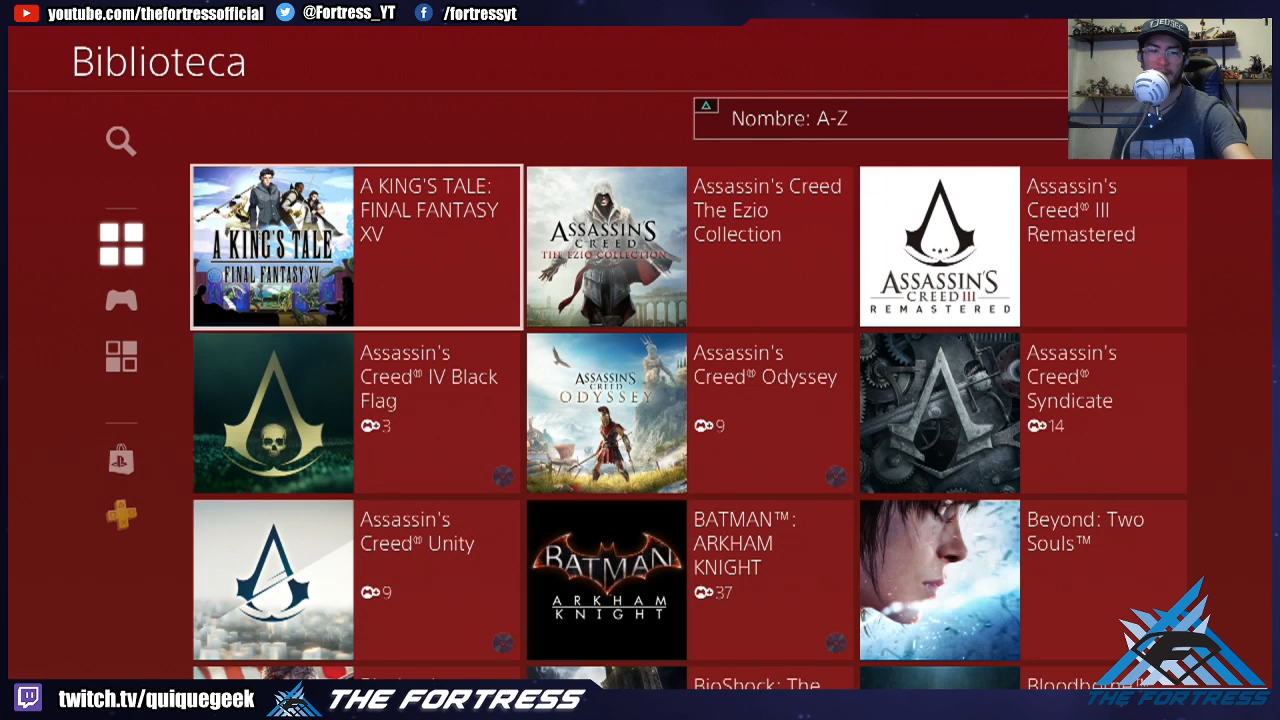 youtube.com/thefortressofficial @Fortress_YT /fortressyt
Biblioteca
Nombre: A-Z
A KING'S TALE
FINAL FANTASY XV
A KING'S TALE:
FINAL FANTASY
XV
ASSASSIN'S
CREED
THE EZIO COLLECTION
Assassin's Creed
The Ezio
Collection
ASSASSIN'S
CREED III
REMASTERED
Assassin's
Creed® III
Remastered
Assassin's
Creed® IV Black
Flag
3
ASSASSIN'S
CREED
ODYSSEY
Assassin's
Creed® Odyssey
9
Assassin's
Creed®
Syndicate
14
Assassin's
Creed® Unity
9
BATMAN
ARKHAM
KNIGHT
BATMAN™:
ARKHAM
KNIGHT
37
Beyond: Two
Souls™
BioShock: The
Bloodborne™
THE FORTRESS
twitch.tv/quiquegeek THE FORTRESS